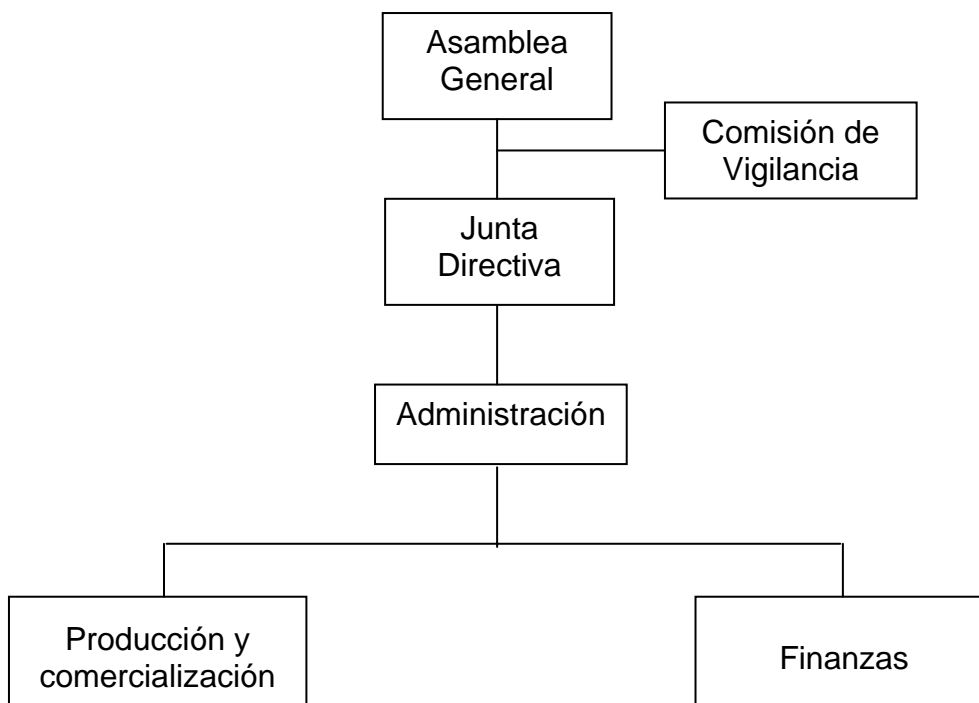 Asamblea
General
Comisión de
Vigilancia
Junta
Directiva
Administración
Producción y
comercialización
Finanzas